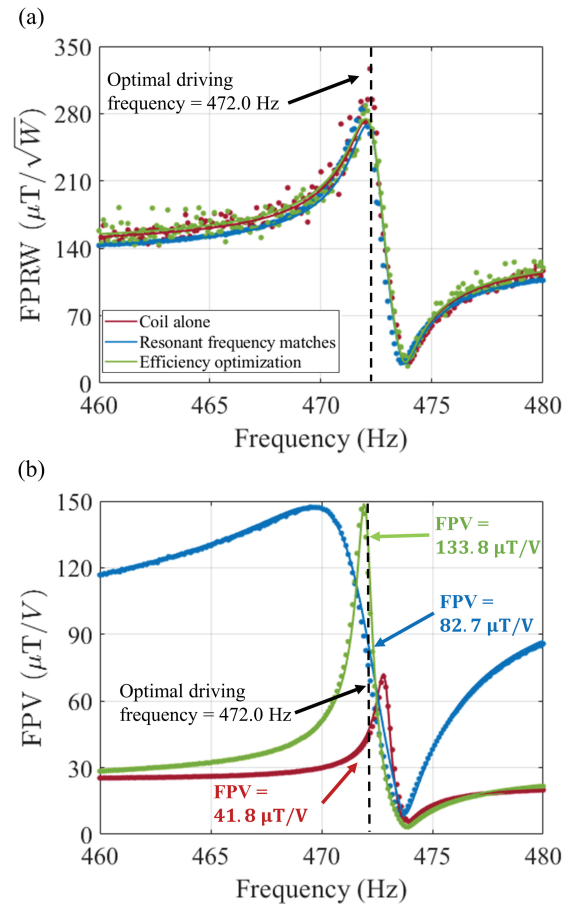 (a)
350
280
210
140
70
0
FPRW (μT/√W)
Optimal driving
frequency = 472.0 Hz
Coil alone
Resonant frequency matches
Efficiency optimization
460
465
470
475
480
Frequency (Hz)
(b)
150
120
90
60
30
0
FPV (μT/V)
FPV =
133.8 μT/V
FPV =
82.7 μT/V
Optimal driving
frequency = 472.0 Hz
FPV =
41.8 μT/V
460
465
470
475
480
Frequency (Hz)